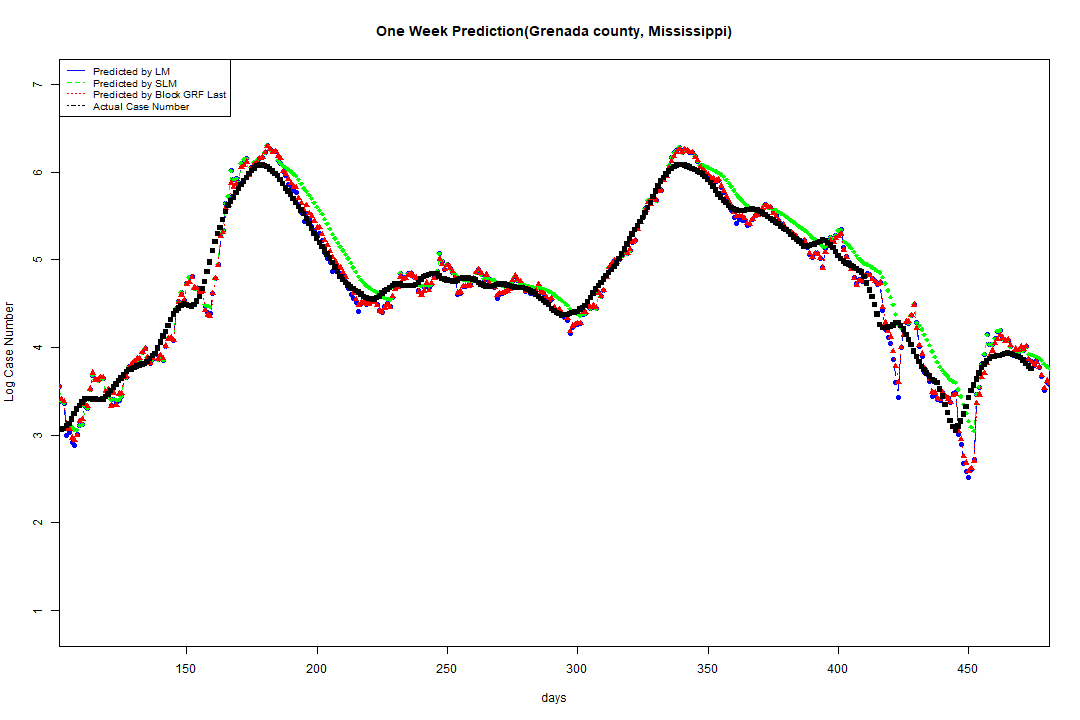 One Week Prediction(Grenada county, Mississippi)
Predicted by LM
Predicted by SLM
Predicted by Block GRF Last
Actual Case Number
7
6
5
4
3
2
1
Log Case Number
150 200 250 300 350 400 450
days